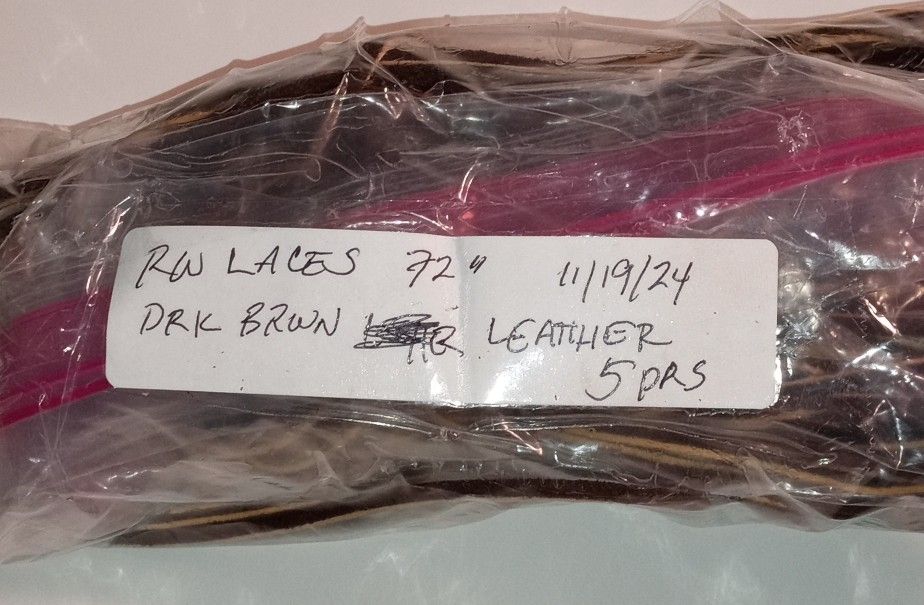 RW LACES 72" 11/19/24
DRK BRWN LEATHER
5 PRS